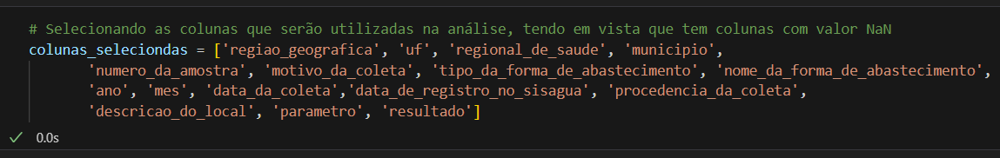 # Selecionando as colunas que serão utilizadas na análise, tendo em vista que tem colunas com valor NaN
colunas_seleciondas = ['regiao_geografica', 'uf', 'regional_de_saude', 'municipio',
'numero_da_amostra', 'motivo_da_coleta', 'tipo_da_forma_de_abastecimento', 'nome_da_forma_de_abastecimento',
'ano', 'mes', 'data_da_coleta','data_de_registro_no_sisagua', 'procedencia_da_coleta',
'descricao_do_local', 'parametro', 'resultado']
0.0s